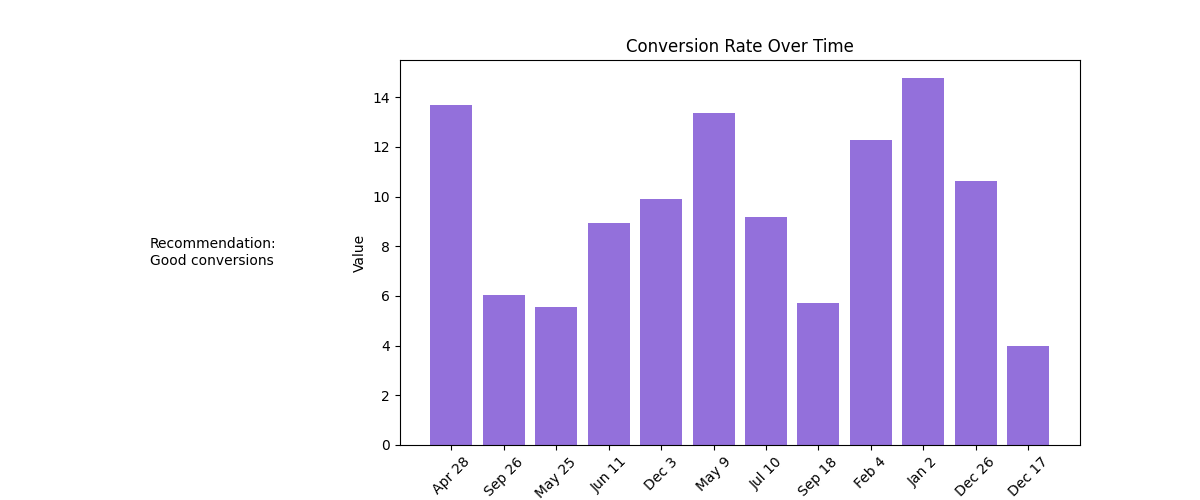 Conversion Rate Over Time
Recommendation:
Good conversions
Value
14
12
10
8
6
4
2
0
Apr 28
Sep 26
May 25
Jun 11
Dec 3
May 9
Jul 10
Sep 18
Feb 4
Jan 2
Dec 26
Dec 17